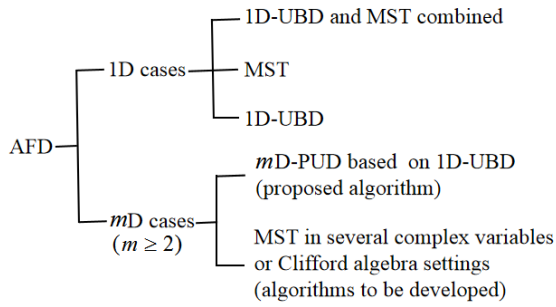 1D-UBD and MST combined
1D cases
MST
1D-UBD
AFD
mD-PUD based on 1D-UBD
(proposed algorithm)
mD cases
(m ≥ 2)
MST in several complex variables
or Clifford algebra settings
(algorithms to be developed)